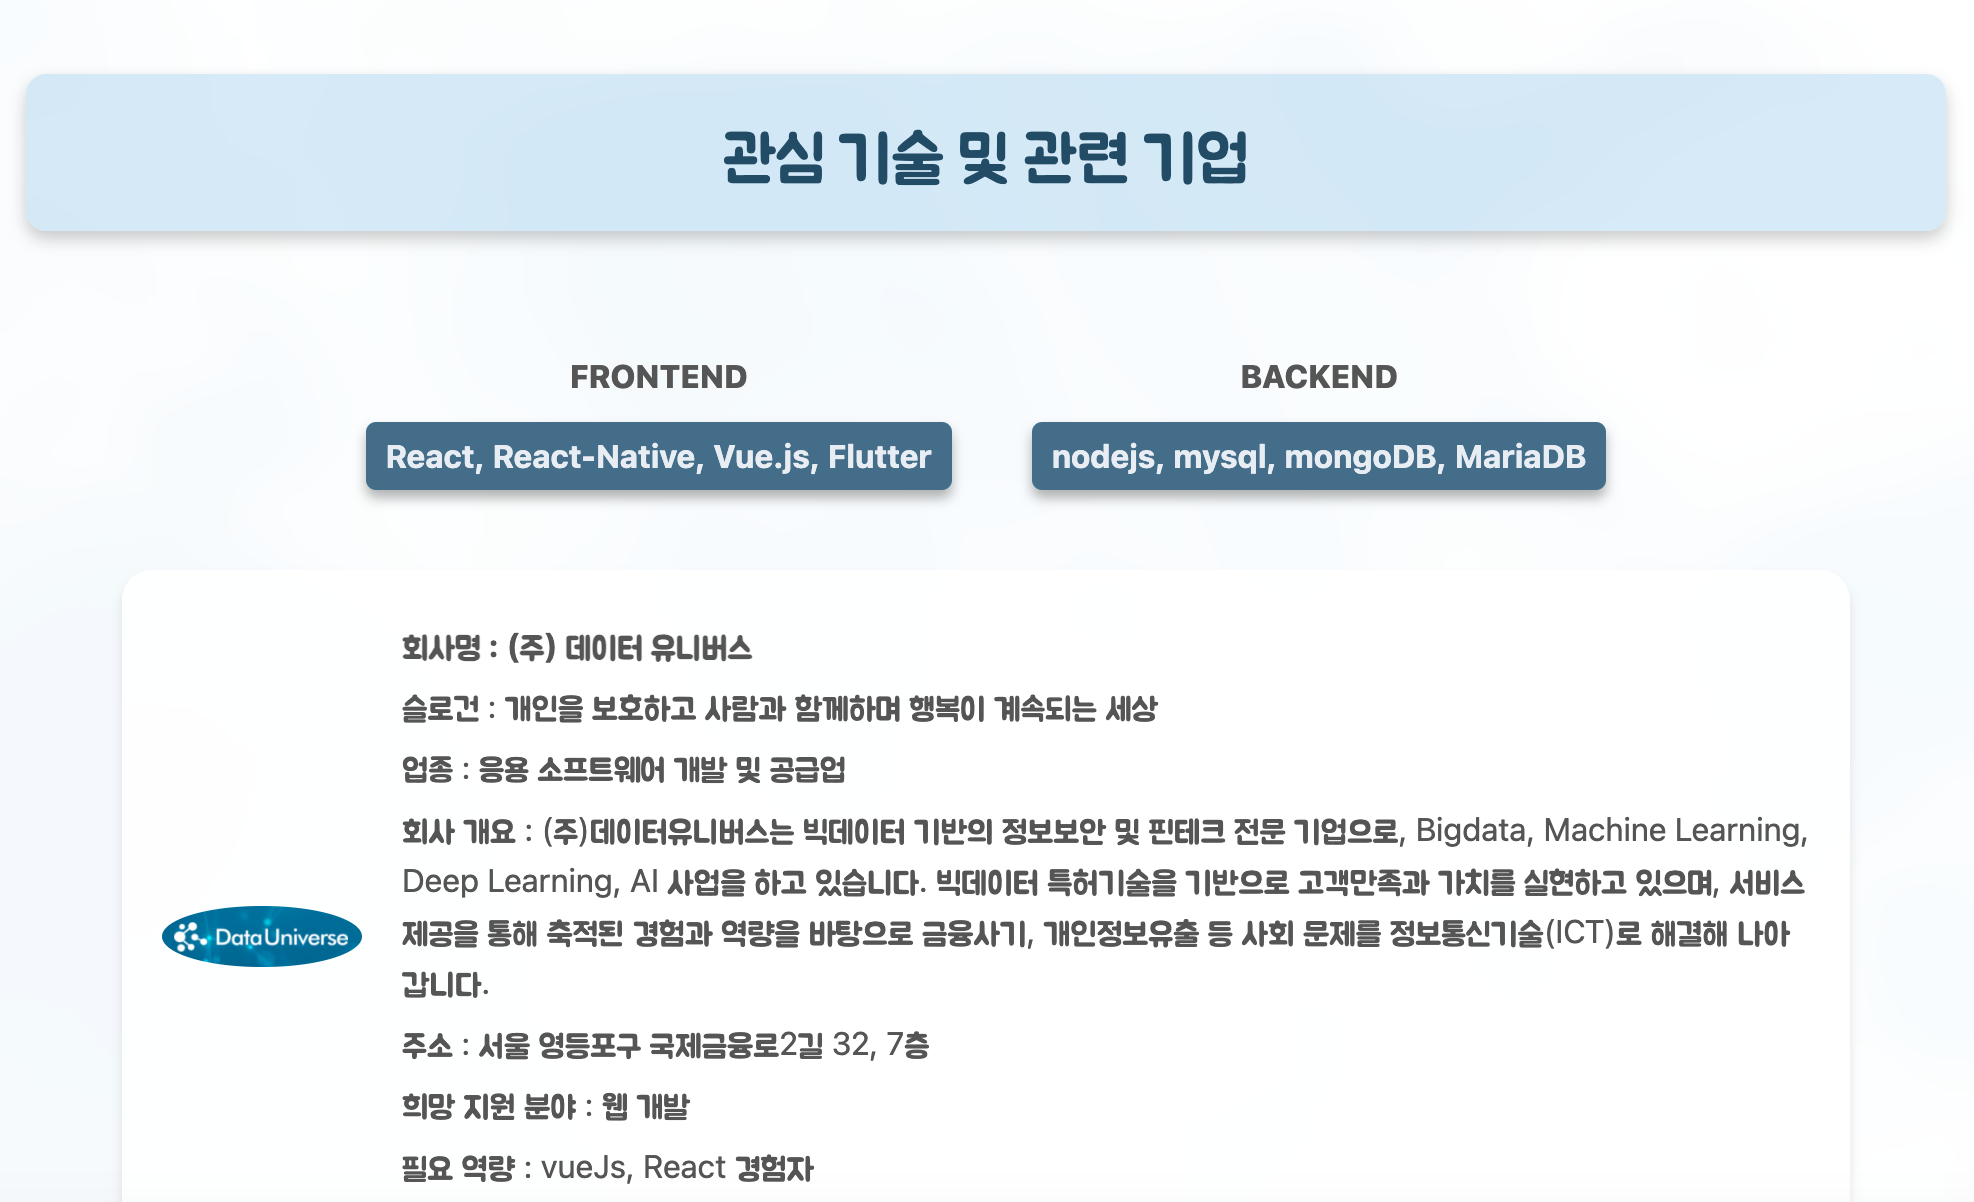 관심 기술 및 관련 기업
FRONTEND
React, React-Native, Vue.js, Flutter
BACKEND
nodejs, mysql, mongoDB, MariaDB
DataUniverse
회사명 : (주) 데이터 유니버스
슬로건 : 개인을 보호하고 사람과 함께하며 행복이 계속되는 세상
업종 : 응용 소프트웨어 개발 및 공급업
회사 개요 : (주)데이터유니버스는 빅데이터 기반의 정보보안 및 핀테크 전문 기업으로, Bigdata, Machine Learning,
Deep Learning, AI 사업을 하고 있습니다. 빅데이터 특허기술을 기반으로 고객만족과 가치를 실현하고 있으며, 서비스
제공을 통해 축적된 경험과 역량을 바탕으로 금융사기, 개인정보유출 등 사회 문제를 정보통신기술(ICT)로 해결해 나아
갑니다.
주소 : 서울 영등포구 국제금융로2길 32, 7층
희망 지원 분야 : 웹 개발
필요 역량 : vueJs, React 경험자